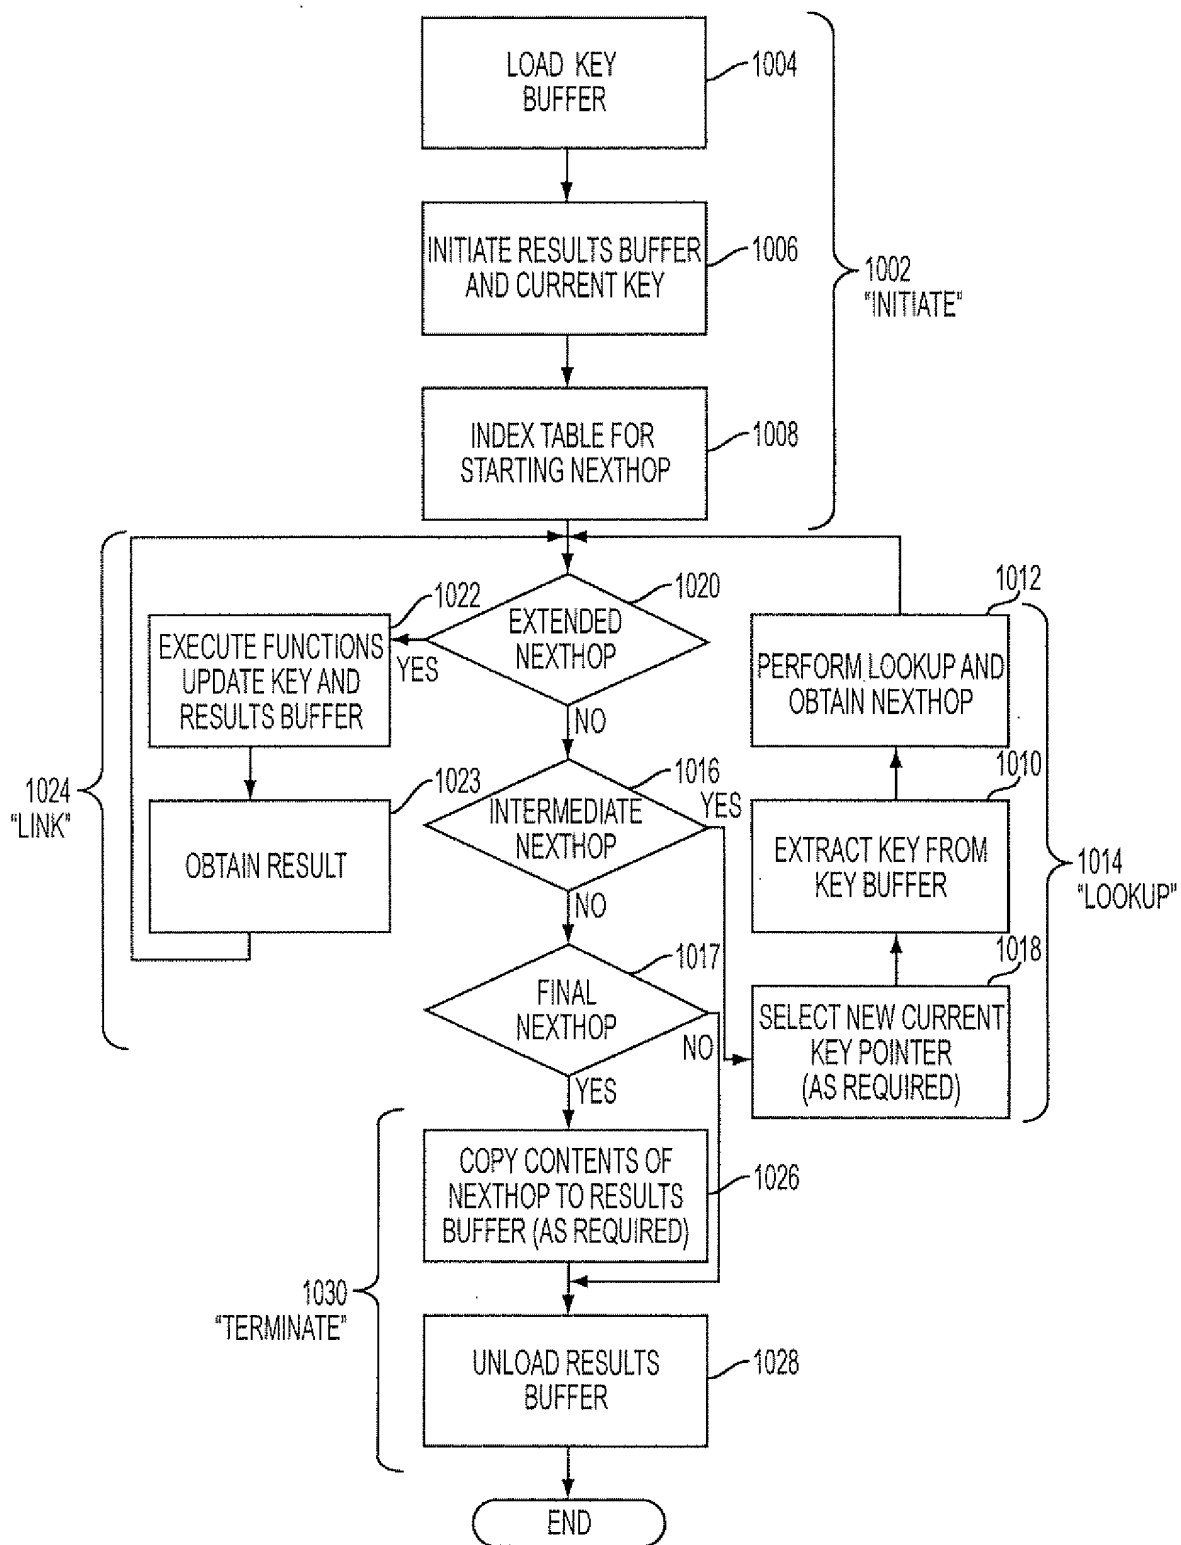 LOAD KEY
BUFFER
1004
INITIATE RESULTS BUFFER
AND CURRENT KEY
1006
1002
"INITIATE"
INDEX TABLE FOR
STARTING NEXTHOP
1008
1020
EXTENDED
NEXTHOP
YES
NO
1022
EXECUTE FUNCTIONS
UPDATE KEY AND
RESULTS BUFFER
1012
PERFORM LOOKUP AND
OBTAIN NEXTHOP
1024
"LINK"
1023
OBTAIN RESULT
1016
INTERMEDIATE
NEXTHOP
YES
NO
1010
EXTRACT KEY FROM
KEY BUFFER
1014
"LOOKUP"
1017
FINAL
NEXTHOP
NO
YES
1018
SELECT NEW CURRENT
KEY POINTER
(AS REQUIRED)
COPY CONTENTS OF
NEXTHOP TO RESULTS
BUFFER (AS REQUIRED)
1026
1030
"TERMINATE"
UNLOAD RESULTS
BUFFER
1028
END